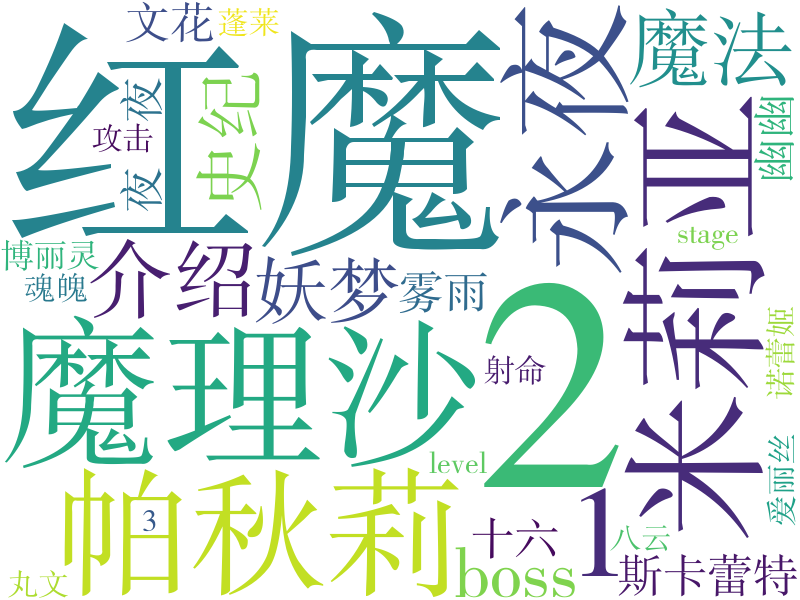 文花
蓬莱
红魔
永夜
魔法
夜
夜
史纪
攻击
幽幽
米莉亚
stage
博丽灵
魂魄
介绍
妖梦
雾雨
2
魔理沙
射命
诺蕾姬
level
爱丽丝
帕秋莉
3
1
十六
八云
丸文
boss
斯卡蕾特